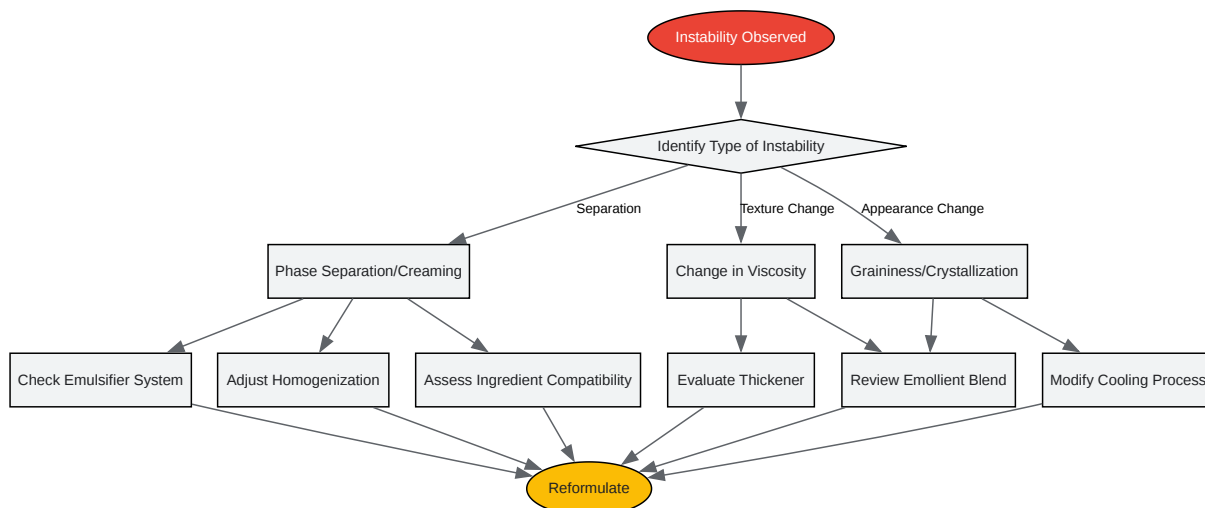 Instability Observed
Identify Type of Instability
Separation
Texture Change
Appearance Change
Phase Separation/Creaming
Change in Viscosity
Graininess/Crystallization
Check Emulsifier System
Adjust Homogenization
Assess Ingredient Compatibility
Evaluate Thickener
Review Emollient Blend
Modify Cooling Process
Reformulate